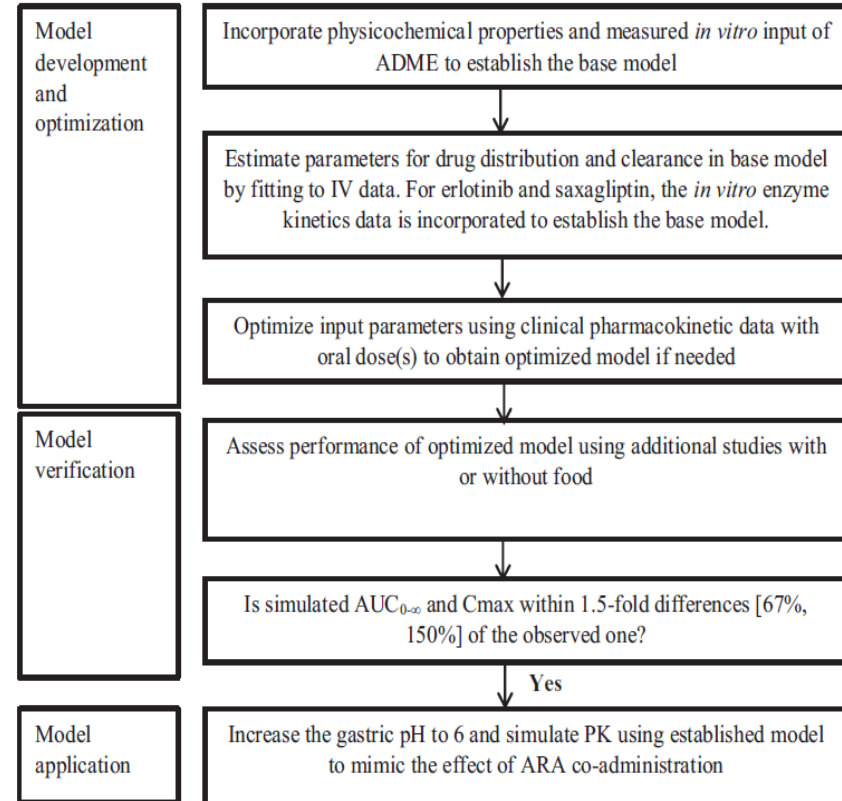 Model
development
and
optimization
Incorporate physicochemical properties and measured in vitro input of
ADME to establish the base model
Estimate parameters for drug distribution and clearance in base model
by fitting to IV data. For erlotinib and saxagliptin, the in vitro enzyme
kinetics data is incorporated to establish the base model.
Optimize input parameters using clinical pharmacokinetic data with
oral dose(s) to obtain optimized model if needed
Model
verification
Assess performance of optimized model using additional studies with
or without food
Is simulated AUC0-∞ and Cmax within 1.5-fold differences [67%,
150%] of the observed one?
Yes
Model
application
Increase the gastric pH to 6 and simulate PK using established model
to mimic the effect of ARA co-administration